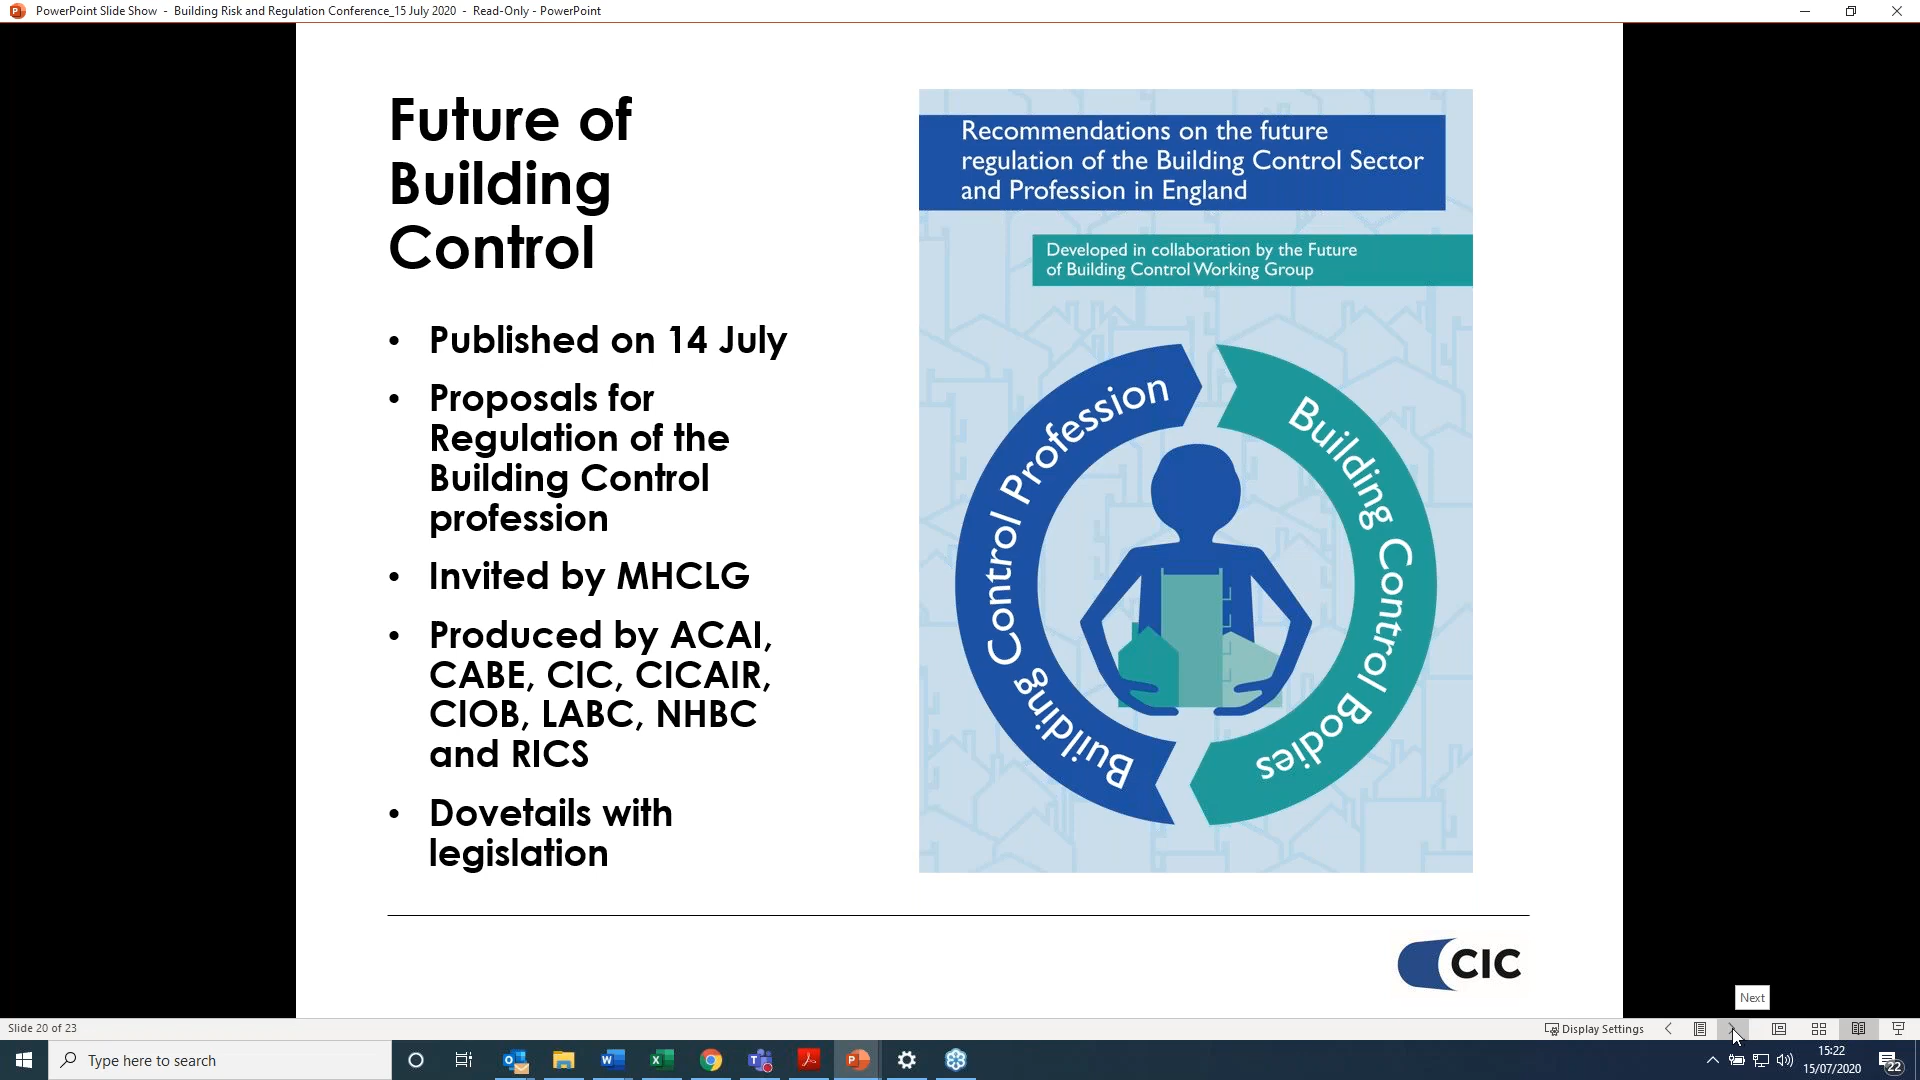 PowerPoint Slide Show - Building Risk and Regulation Conference_15 July 2020 - Read-Only - PowerPoint
Future of
Building
Control
• Published on 14 July
• Proposals for
Regulation of the
Building Control
profession
• Invited by MHCLG
• Produced by ACAI,
CABE, CIC, CICAIR,
CIOB, LABC, NHBC
and RICS
• Dovetails with
legislation
Recommendations on the future
regulation of the Building Control Sector
and Profession in England
Developed in collaboration by the Future
of Building Control Working Group
Building Control Profession
Building Control Bodies
CIC
Next
Slide 20 of 23
Display Settings
Type here to search
15:22
15/07/2020
22